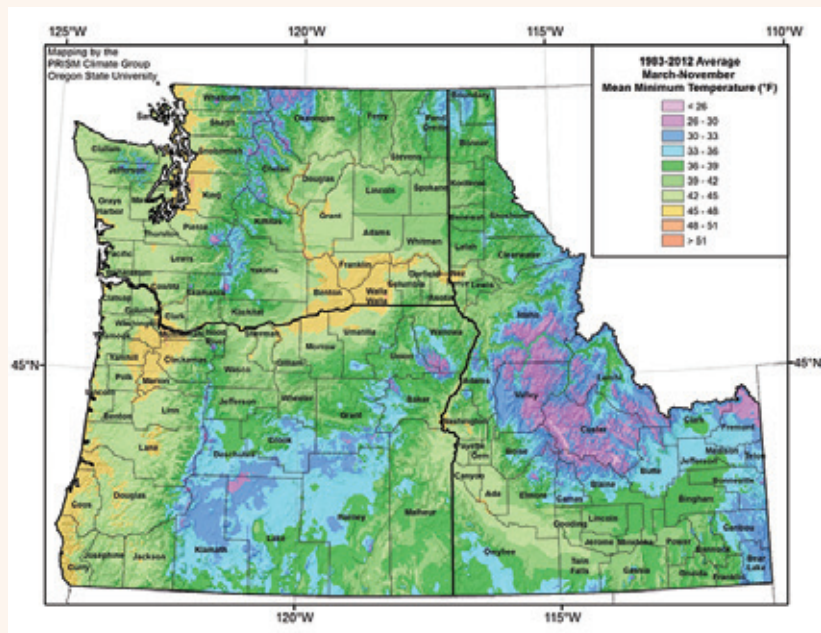 125°W
120°W
115°W
110°W
Mapping by the
PRISM Climate Group
Oregon State University
1983-2012 Average
March-November
Mean Minimum Temperature (°F)
< 26
26 - 30
30 - 33
33 - 36
36 - 39
39 - 42
42 - 45
45 - 48
48 - 51
> 51
Whatcom
Skagit
Snohomish
Okanogan
Ferry
Stevens
Pend
Oreille
Boundary
Bonner
Clallam
Jefferson
Chelan
Douglas
Lincoln
Spokane
Kootenai
King
Grays
Harbor
Grant
Kittitas
Adams
Whitman
Benewah
Shoshone
Pierce
Thurston
Pacific
Lewis
Yakima
Franklin
Garfield
Latah
Clearwater
Benton
Walla
Walla
Columbia
Lewis
Skamania
Cowlitz
Clark
Klickitat
Idaho
Hood
River
Sherman
Morrow
Umatilla
Wallowa
Union
Gilliam
Yamhill
Clackamas
Wasco
45°N
45°N
Polk
Marion
Wheeler
Baker
Adams
Valley
Lemhi
Lincoln
Benton
Linn
Jefferson
Grant
Crook
Washington
Payette
Gem
Custer
Clark
Fremont
Madison
Teton
Jefferson
Butte
Bonneville
Lane
Deschutes
Boise
Canyon
Ada
Elmore
Camas
Blaine
Bingham
Douglas
Coos
Harney
Malheur
Gooding
Lincoln
Caribou
Klamath
Lake
Jerome
Minidoka
Power
Bannock
Bear
Lake
Curry
Josephine
Jackson
Owyhee
Twin
Falls
Cassia
Oneida
Franklin
120°W
115°W